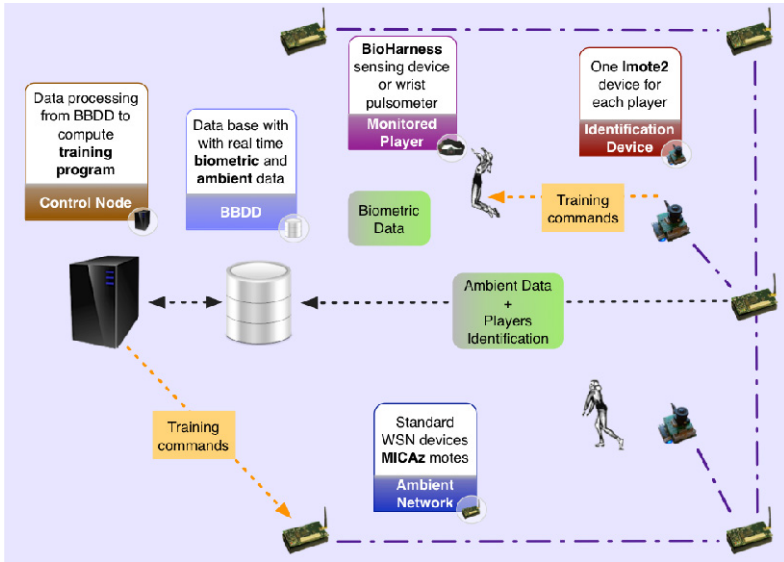 BioHarness
sensing device
or wrist
pulsometer
Monitored
Player
One Imote2
device for
each player
Identification
Device
Data processing
from BBDD to
compute
training
program
Control Node
Data base with
with real time
biometric and
ambient data
BBDD
Biometric
Data
Training
commands
Ambient Data
+
Players
Identification
Training
commands
Standard
WSN devices
MICAz motes
Ambient
Network